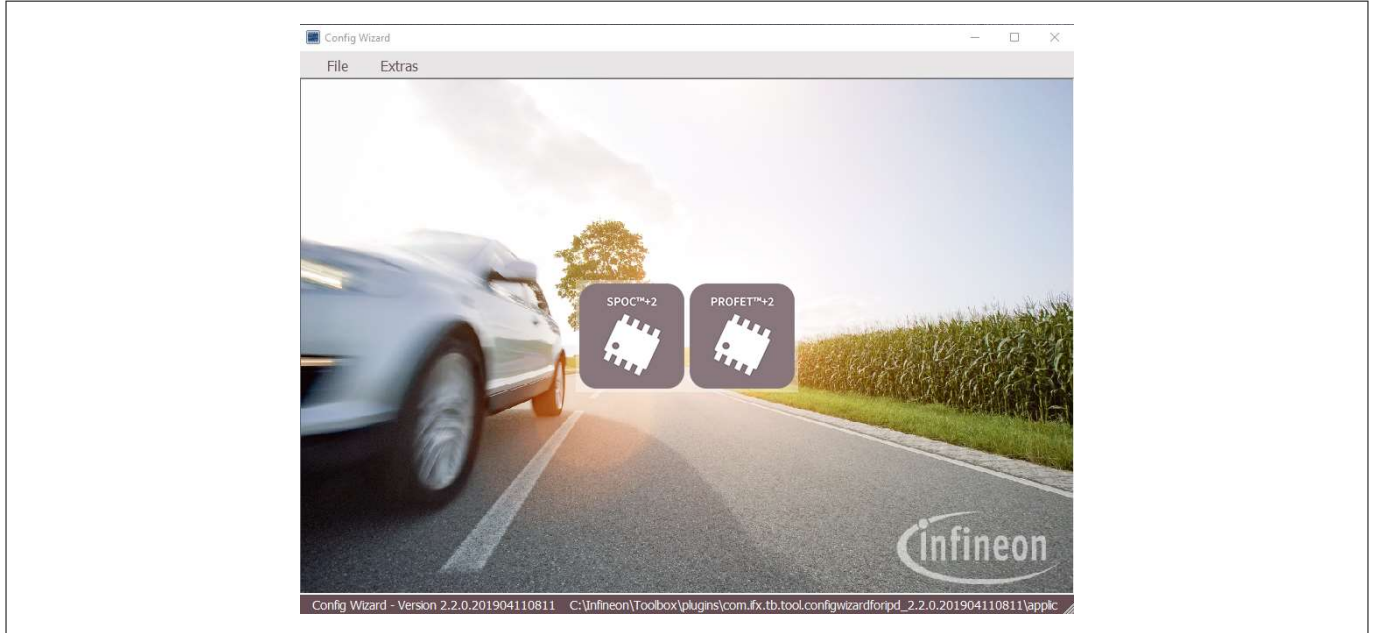 Config Wizard
File Extras
SPOC™+2 PROFET™+2
infineon
Config Wizard - Version 2.2.0.201904110811 C:\Infineon\Toolbox\plugins\com.ifx.tb.tool.configwizardforipd_2.2.0.201904110811\applic